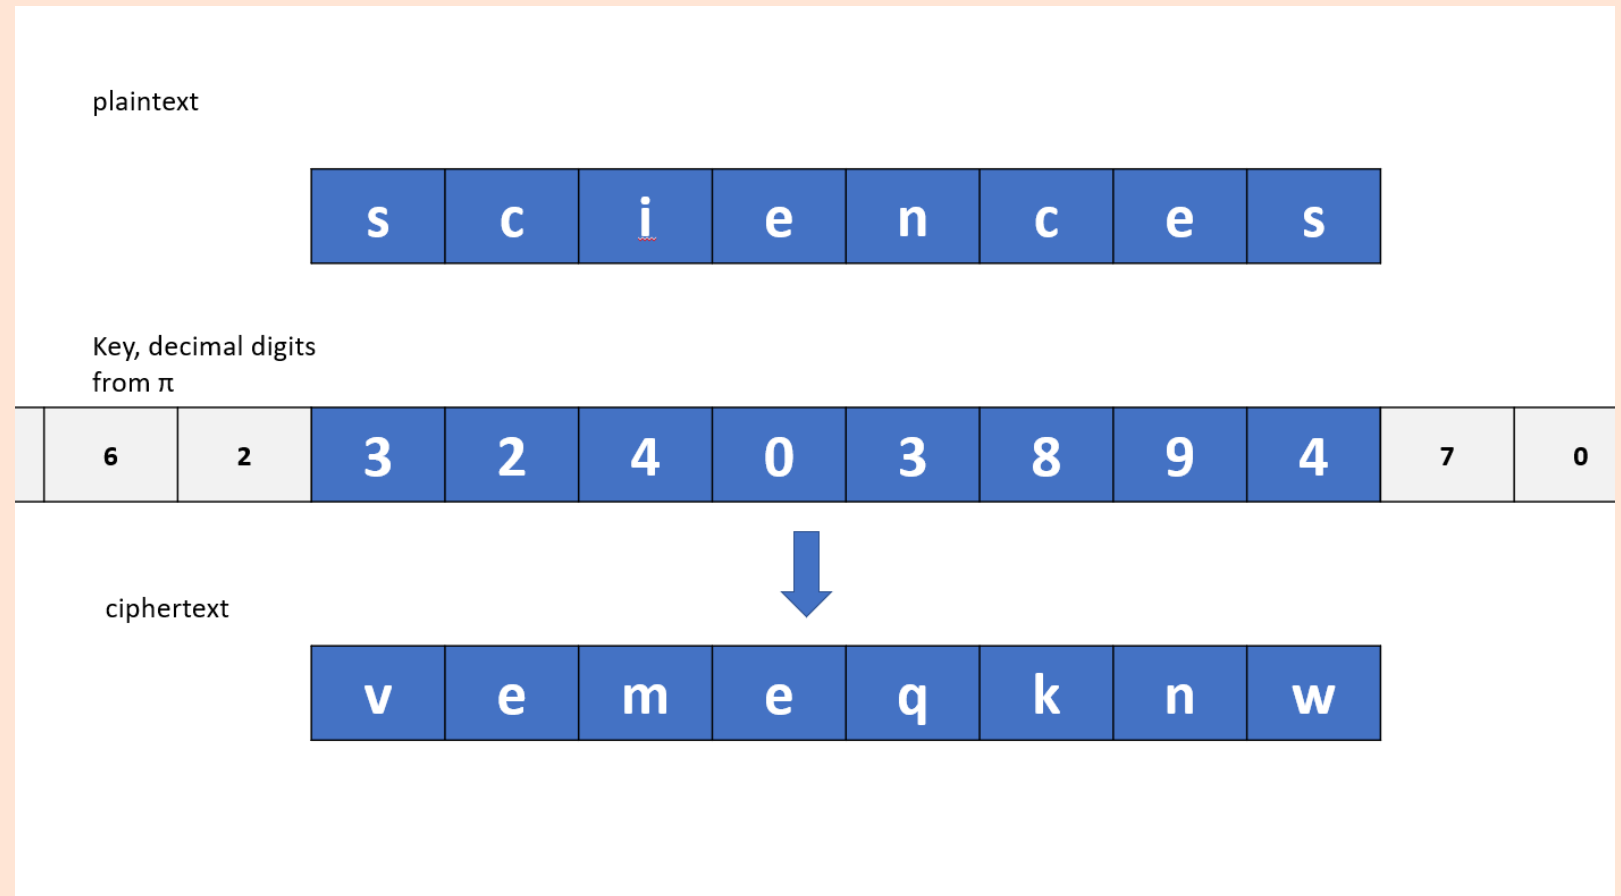 plaintext
s c i e n c e s
Key, decimal digits
from π
6 2 3 2 4 0 3 8 9 4 7 0
ciphertext
v e m e q k n w